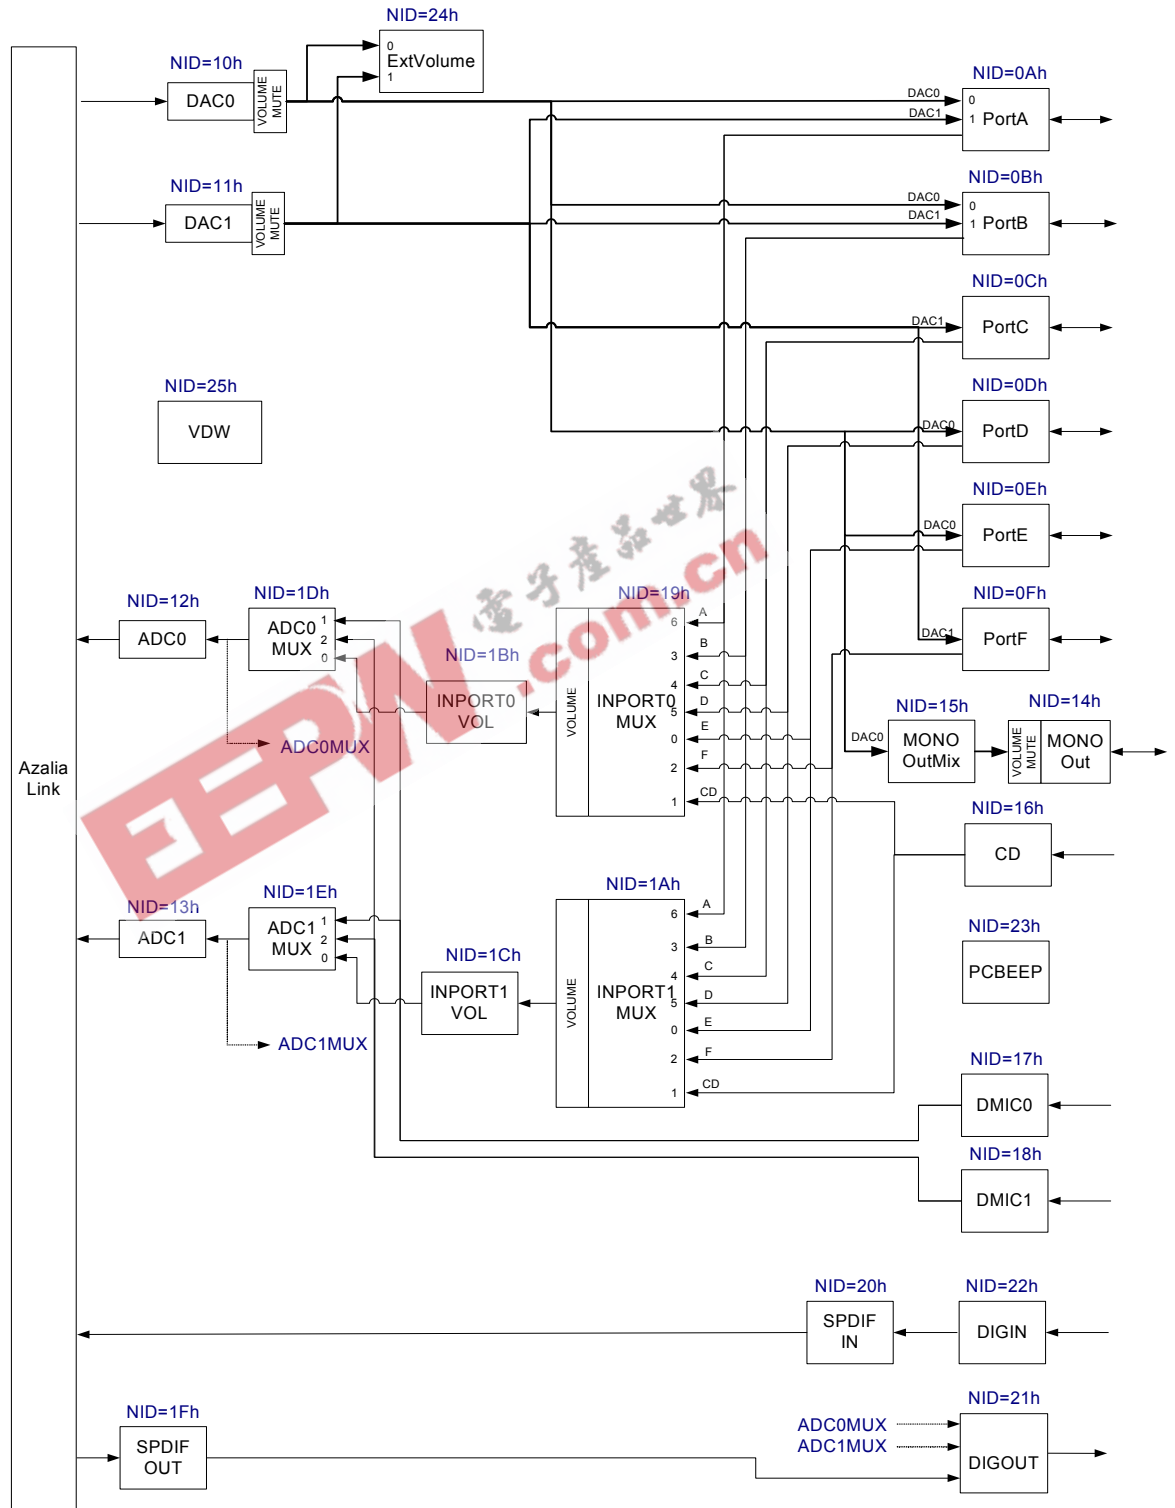 NID=24h
0
ExtVolume
1
NID=10h
DAC0
VOLUME
MUTE
NID=0Ah
DAC0
0
DAC1
1
PortA
NID=11h
DAC1
VOLUME
MUTE
NID=0Bh
DAC0
0
DAC1
1
PortB
NID=0Ch
DAC1
PortC
NID=25h
VDW
NID=0Dh
DAC0
PortD
NID=0Eh
DAC0
PortE
NID=0Fh
DAC1
PortF
電子產品世界
EEPW.com.cn
NID=12h
ADC0
NID=1Dh
ADC0
MUX
1
2
0
ADC0MUX
NID=1Bh
INPORT0
VOL
NID=19h
VOLUME
INPORT0
MUX
A
6
B
3
C
4
D
5
E
0
F
2
CD
1
NID=15h
DAC0
MONO
OutMix
NID=14h
VOLUME
MUTE
MONO
Out
Azalia
Link
NID=16h
CD
NID=13h
ADC1
NID=1Eh
ADC1
MUX
1
2
0
ADC1MUX
NID=1Ch
INPORT1
VOL
NID=1Ah
VOLUME
INPORT1
MUX
A
6
B
3
C
4
D
5
E
0
F
2
CD
1
NID=23h
PCBEEP
NID=17h
DMIC0
NID=18h
DMIC1
NID=20h
SPDIF
IN
NID=22h
DIGIN
NID=1Fh
SPDIF
OUT
NID=21h
ADC0MUX
ADC1MUX
DIGOUT